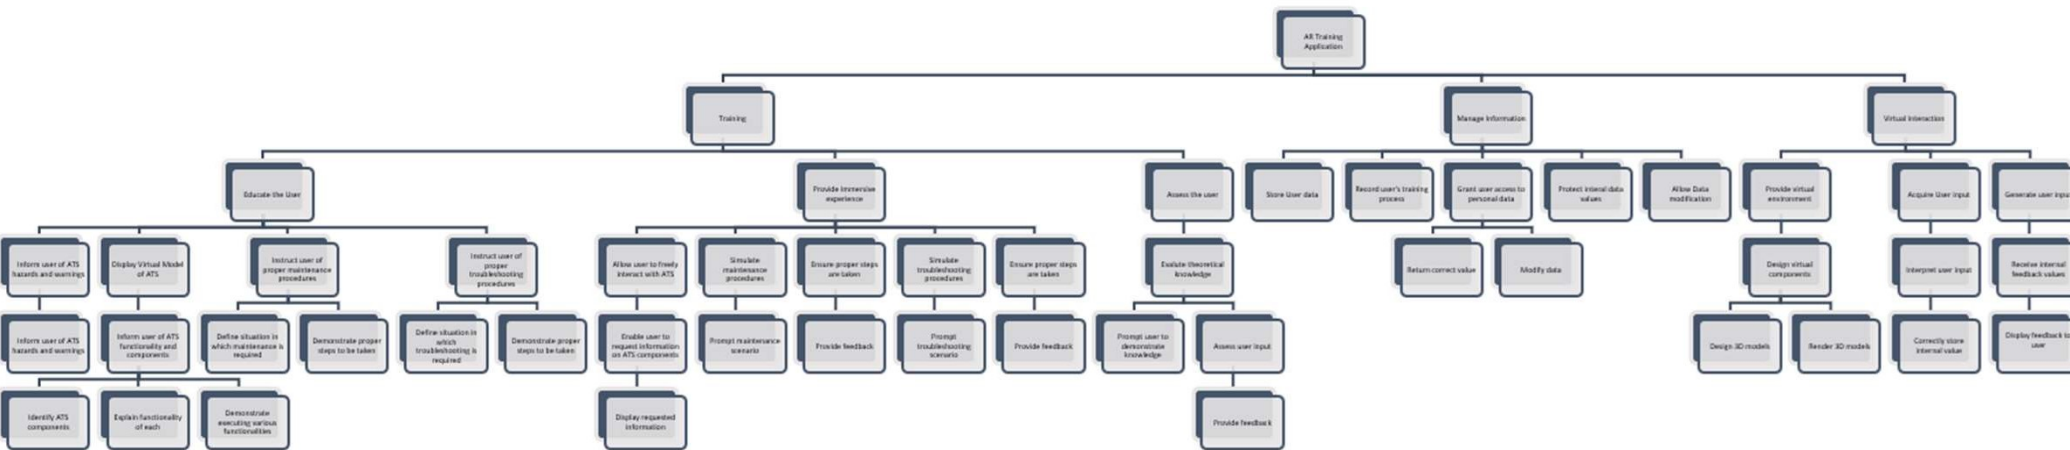 AR Training
Application
Training
Manage Information
Virtual Interaction
Educate the User
Provide Immersive
experience
Assess the user
Store User data
Record user's training
process
Grant user access to
personal data
Protect interal data
values
Allow Data
modification
Provide virtual
environment
Acquire User input
Generate user
Inform user of ATS
hazards and warnings
Display Virtual Model
of ATS
Instruct user of
proper maintenance
procedures
Instruct user of
proper
troubleshooting
procedures
Allow user to freely
interact with ATS
Simulate
maintenance
procedures
Ensure proper steps
are taken
Simulate
troubleshooting
procedures
Ensure proper steps
are taken
Evalute theoretical
knowledge
Return correct value
Modify data
Design virtual
components
Interpret user input
Receive internal
feedback values
Inform user of ATS
hazards and warnings
Inform user of ATS
functionality and
components
Define situation in
which maintenance is
required
Demonstrate proper
steps to be taken
Define situation in
which
troubleshooting is
required
Demonstrate proper
steps to be taken
Enable user to
request information
on ATS components
Prompt maintenance
scenario
Provide feedback
Prompt
troubleshooting
scenario
Provide feedback
Prompt user to
demonstrate
knowledge
Assess user input
Design 3D models
Render 3D models
Correctly store
internal value
Display feedback to
user
Identify ATS
components
Explain functionality
of each
Demonstrate
executing various
functionalities
Display requested
information
Provide feedback